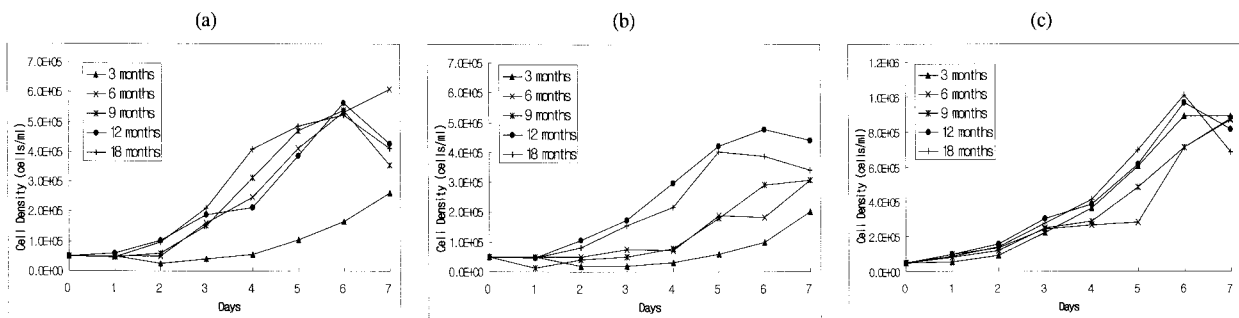 (a)
7.0E+05
6.0E+05
5.0E+05
4.0E+05
3.0E+05
2.0E+05
1.0E+05
0.0E+00
Cell Density (cells/ml)
3 months
6 months
9 months
12 months
18 months
0 1 2 3 4 5 6 7
Days
(b)
7.0E+05
6.0E+05
5.0E+05
4.0E+05
3.0E+05
2.0E+05
1.0E+05
0.0E+00
Cell Density (cells/ml)
3 months
6 months
9 months
12 months
18 months
0 1 2 3 4 5 6 7
Days
(c)
1.2E+06
1.0E+06
8.0E+05
6.0E+05
4.0E+05
2.0E+05
0.0E+00
Cell Density (cells/ml)
3 months
6 months
9 months
12 months
18 months
0 1 2 3 4 5 6 7
Days